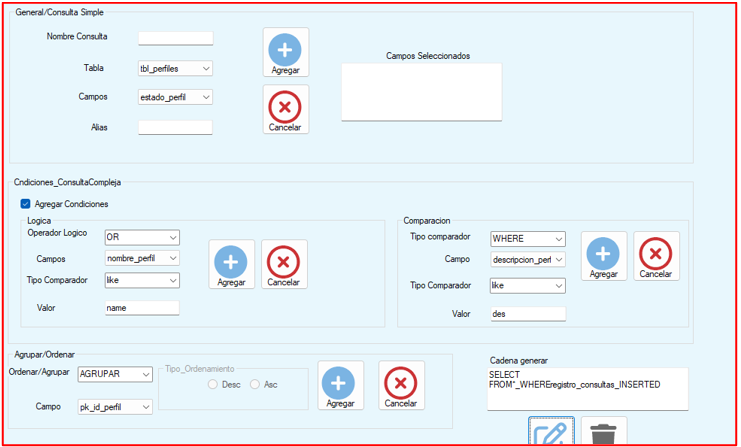 General/Consulta Simple
Nombre Consulta
Tabla
tbl_perfiles
Campos
estado_perfil
Alias
Agregar
Cancelar
Campos Seleccionados
Cndiciones_ConsultaCompleja
Agregar Condiciones
Logica
Operador Logico
OR
Campos
nombre_perfil
Tipo Comparador
like
Valor
name
Agregar
Cancelar
Comparacion
Tipo comparador
WHERE
Campo
descripcion_perl
Tipo Comparador
like
Valor
des
Agregar
Cancelar
Agrupar/Ordenar
Ordenar/Agrupar
AGRUPAR
Campo
pk_id_perfil
Tipo_Ordenamiento
Desc
Asc
Agregar
Cancelar
Cadena generar
SELECT
FROM*_WHEREregistro_consultas_INSERTED